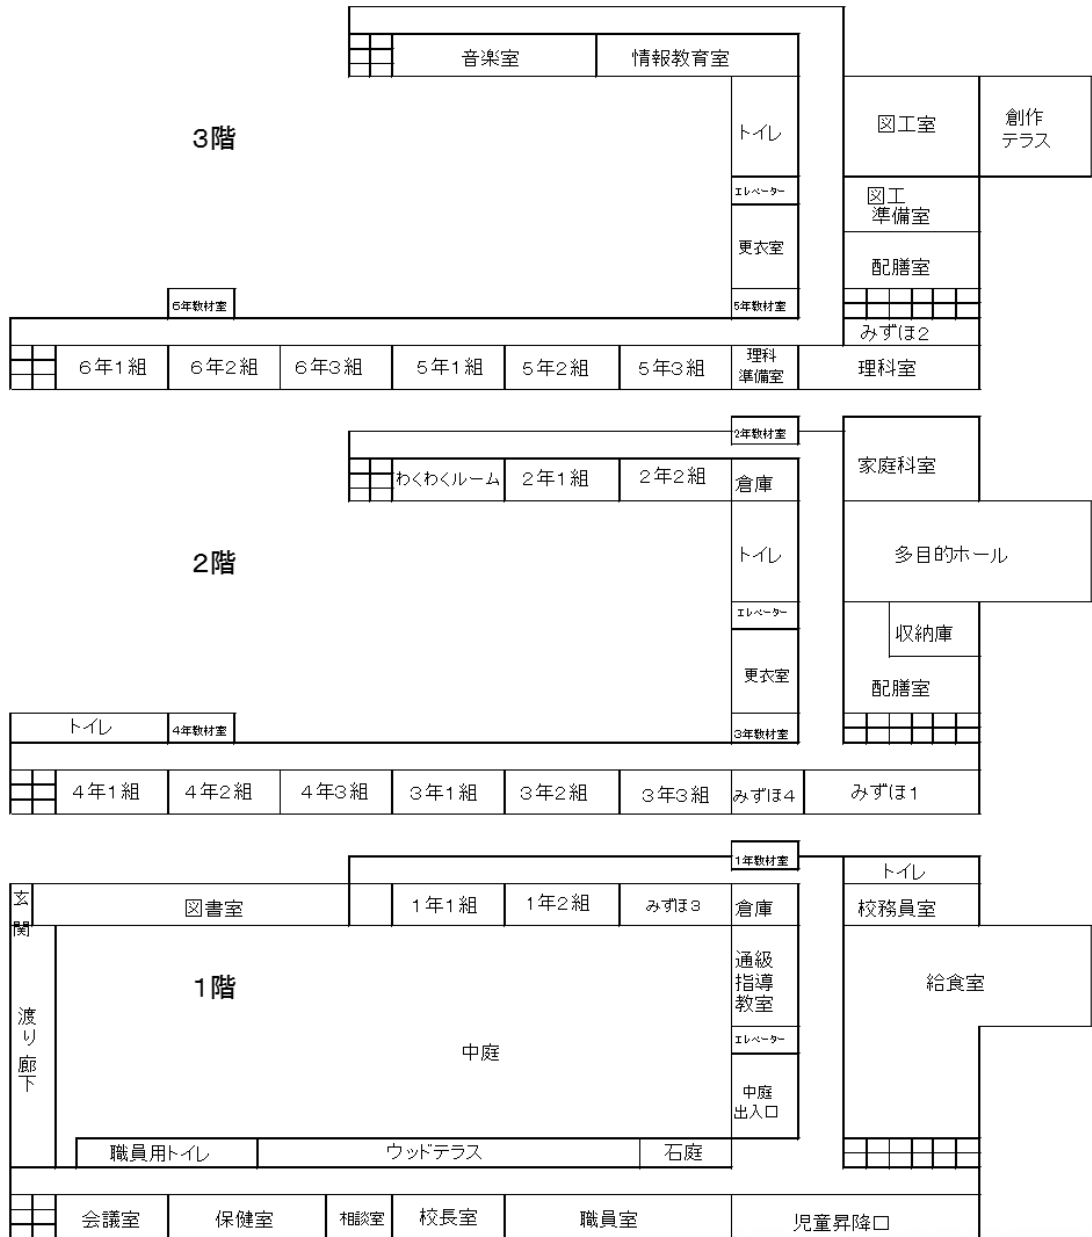 音楽室
情報教育室
3階
トイレ
図工室
創作
テラス
エレベーター
図工
準備室
更衣室
配膳室
6年教材室
5年教材室
みずほ2
6年1組
6年2組
6年3組
5年1組
5年2組
5年3組
理科
準備室
理科室
2年教材室
家庭科室
わくわくルーム
2年1組
2年2組
倉庫
2階
トイレ
多目的ホール
エレベーター
収納庫
更衣室
配膳室
トイレ
4年教材室
3年教材室
4年1組
4年2組
4年3組
3年1組
3年2組
3年3組
みずほ4
みずほ1
1年教材室
トイレ
玄
関
図書室
1年1組
1年2組
みずほ3
倉庫
校務員室
1階
通級
指導
教室
給食室
渡
り
廊
下
中庭
エレベーター
中庭
出入口
職員用トイレ
ウッドテラス
石庭
会議室
保健室
相談室
校長室
職員室
児童昇降口